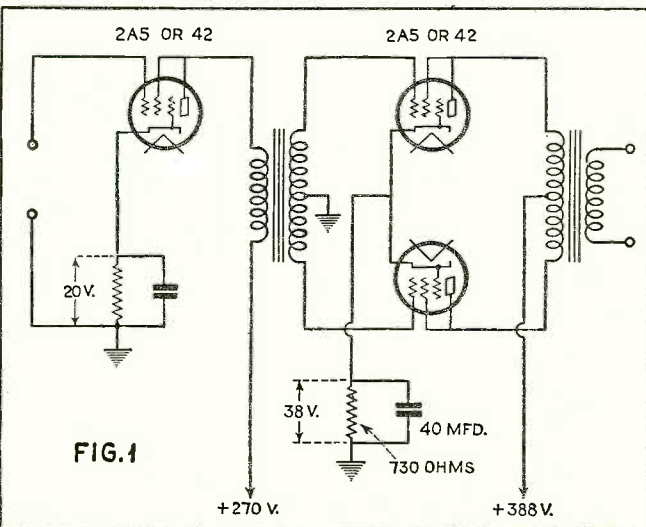 2A5 OR 42
2A5 OR 42
20 V.
38 V.
40 MFD.
730 OHMS
FIG.1
+270 V.
+388 V.